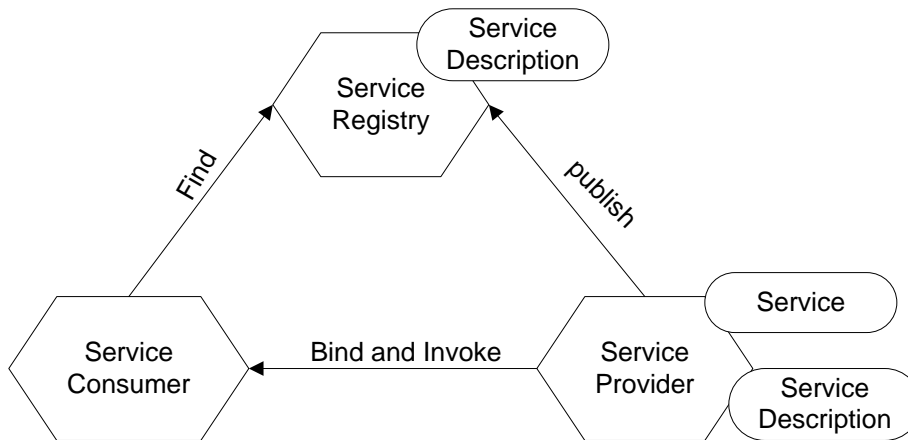 Service
Description
Service
Registry
Find
publish
Service
Consumer
Bind and Invoke
Service
Provider
Service
Service
Description